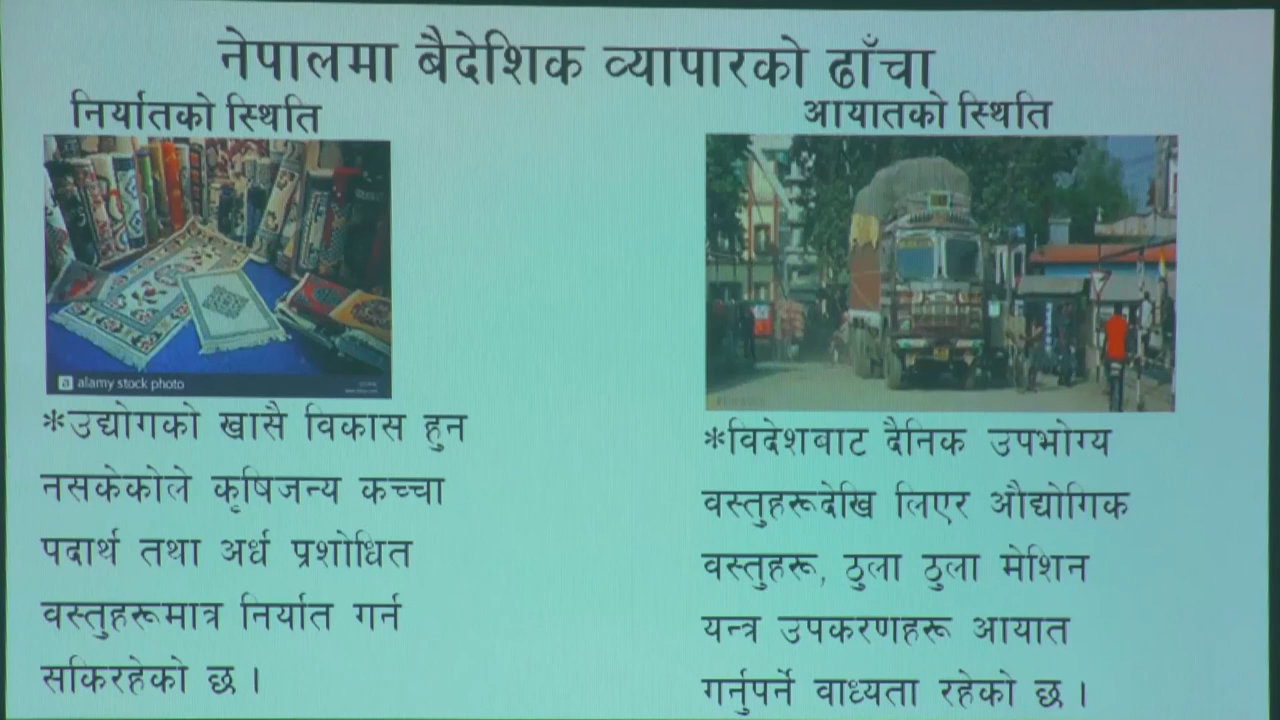 नेपालमा बैदेशिक व्यापारको ढाँचा
निर्यातको स्थिति
alamy stock photo
*उद्योगको खासै विकास हुन
नसकेकोले कृषिजन्य कच्चा
पदार्थ तथा अर्ध प्रशोधित
वस्तुहरूमात्र निर्यात गर्न
सकिरहेको छ ।
आयातको स्थिति
*विदेशबाट दैनिक उपभोग्य
वस्तुहरूदेखि लिएर औद्योगिक
वस्तुहरू, ठुला ठुला मेशिन
यन्त्र उपकरणहरू आयात
गर्नुपर्ने वाध्यता रहेको छ ।